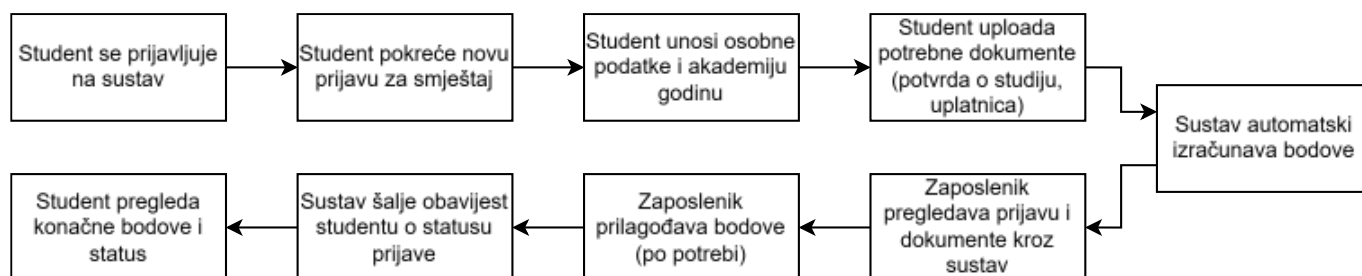 Student se prijavljuje
na sustav
Student pokreće novu
prijavu za smještaj
Student unosi osobne
podatke i akademiju
godinu
Student uploada
potrebne dokumente
(potvrda o studiju,
uplatnica)
Sustav automatski
izračunava bodove
Zaposlenik
pregledava prijavu i
dokumente kroz
sustav
Zaposlenik
prilagođava bodove
(po potrebi)
Sustav šalje obavijest
studentu o statusu
prijave
Student pregleda
konačne bodove i
status